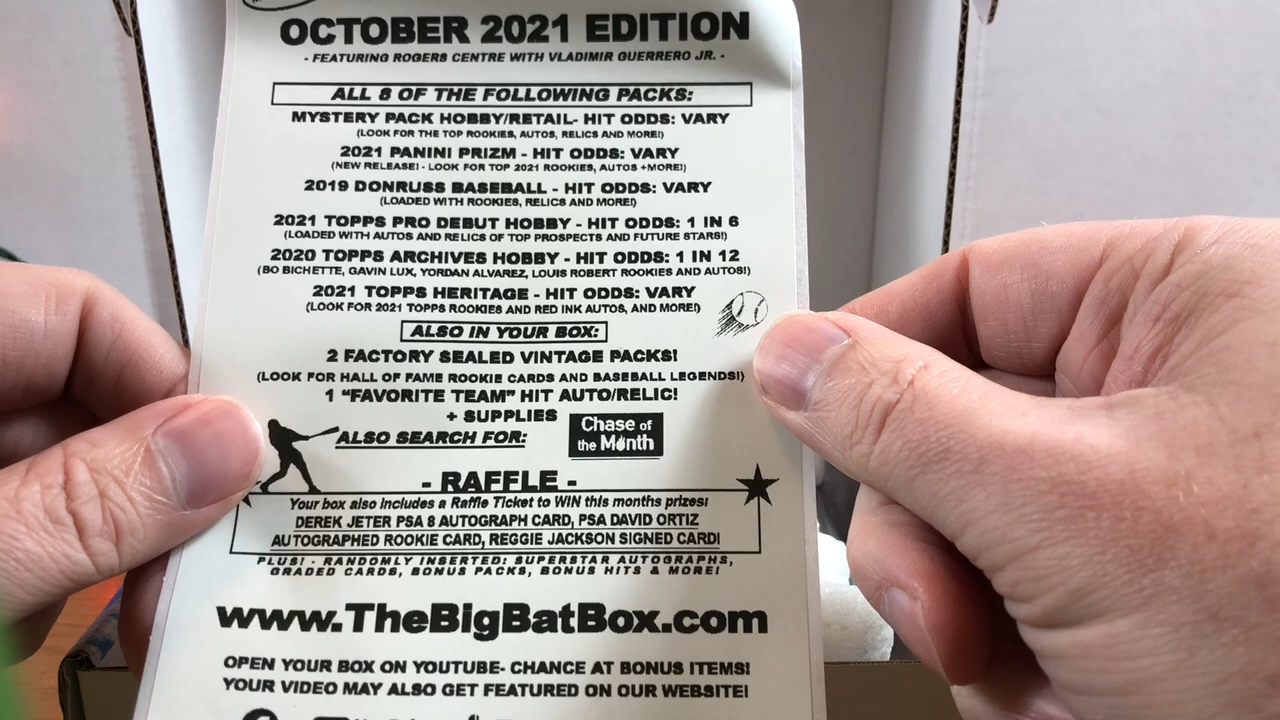 OCTOBER 2021 EDITION
- FEATURING ROGERS CENTRE WITH VLADIMIR GUERRERO JR. -
ALL 8 OF THE FOLLOWING PACKS:
MYSTERY PACK HOBBY/RETAIL- HIT ODDS: VARY
(LOOK FOR THE TOP ROOKIES, AUTOS, RELICS AND MORE!)
2021 PANINI PRIZM - HIT ODDS: VARY
(NEW RELEASE! - LOOK FOR TOP 2021 ROOKIES, AUTOS +MORE!)
2019 DONRUSS BASEBALL - HIT ODDS: VARY
(LOADED WITH ROOKIES, RELICS AND MORE!)
2021 TOPPS PRO DEBUT HOBBY - HIT ODDS: 1 IN 6
(LOADED WITH AUTOS AND RELICS OF TOP PROSPECTS AND FUTURE STARS!)
2020 TOPPS ARCHIVES HOBBY - HIT ODDS: 1 IN 12
(BO BICHETTE, GAVIN LUX, YORDAN ALVAREZ, LOUIS ROBERT ROOKIES AND AUTOS!)
2021 TOPPS HERITAGE - HIT ODDS: VARY
(LOOK FOR 2021 TOPPS ROOKIES AND RED INK AUTOS, AND MORE!)
ALSO IN YOUR BOX:
2 FACTORY SEALED VINTAGE PACKS!
(LOOK FOR HALL OF FAME ROOKIE CARDS AND BASEBALL LEGENDS!)
1 "FAVORITE TEAM" HIT AUTO/RELIC!
+ SUPPLIES
ALSO SEARCH FOR:
Chase of
the Month
- RAFFLE -
Your box also includes a Raffle Ticket to WIN this months prizes!
DEREK JETER PSA 8 AUTOGRAPH CARD, PSA DAVID ORTIZ
AUTOGRAPHED ROOKIE CARD, REGGIE JACKSON SIGNED CARD!
PLUS! - RANDOMLY INSERTED: SUPERSTAR AUTOGRAPHS,
GRADED CARDS, BONUS PACKS, BONUS HITS & MORE!
www.TheBigBatBox.com
OPEN YOUR BOX ON YOUTUBE- CHANCE AT BONUS ITEMS!
YOUR VIDEO MAY ALSO GET FEATURED ON OUR WEBSITE!